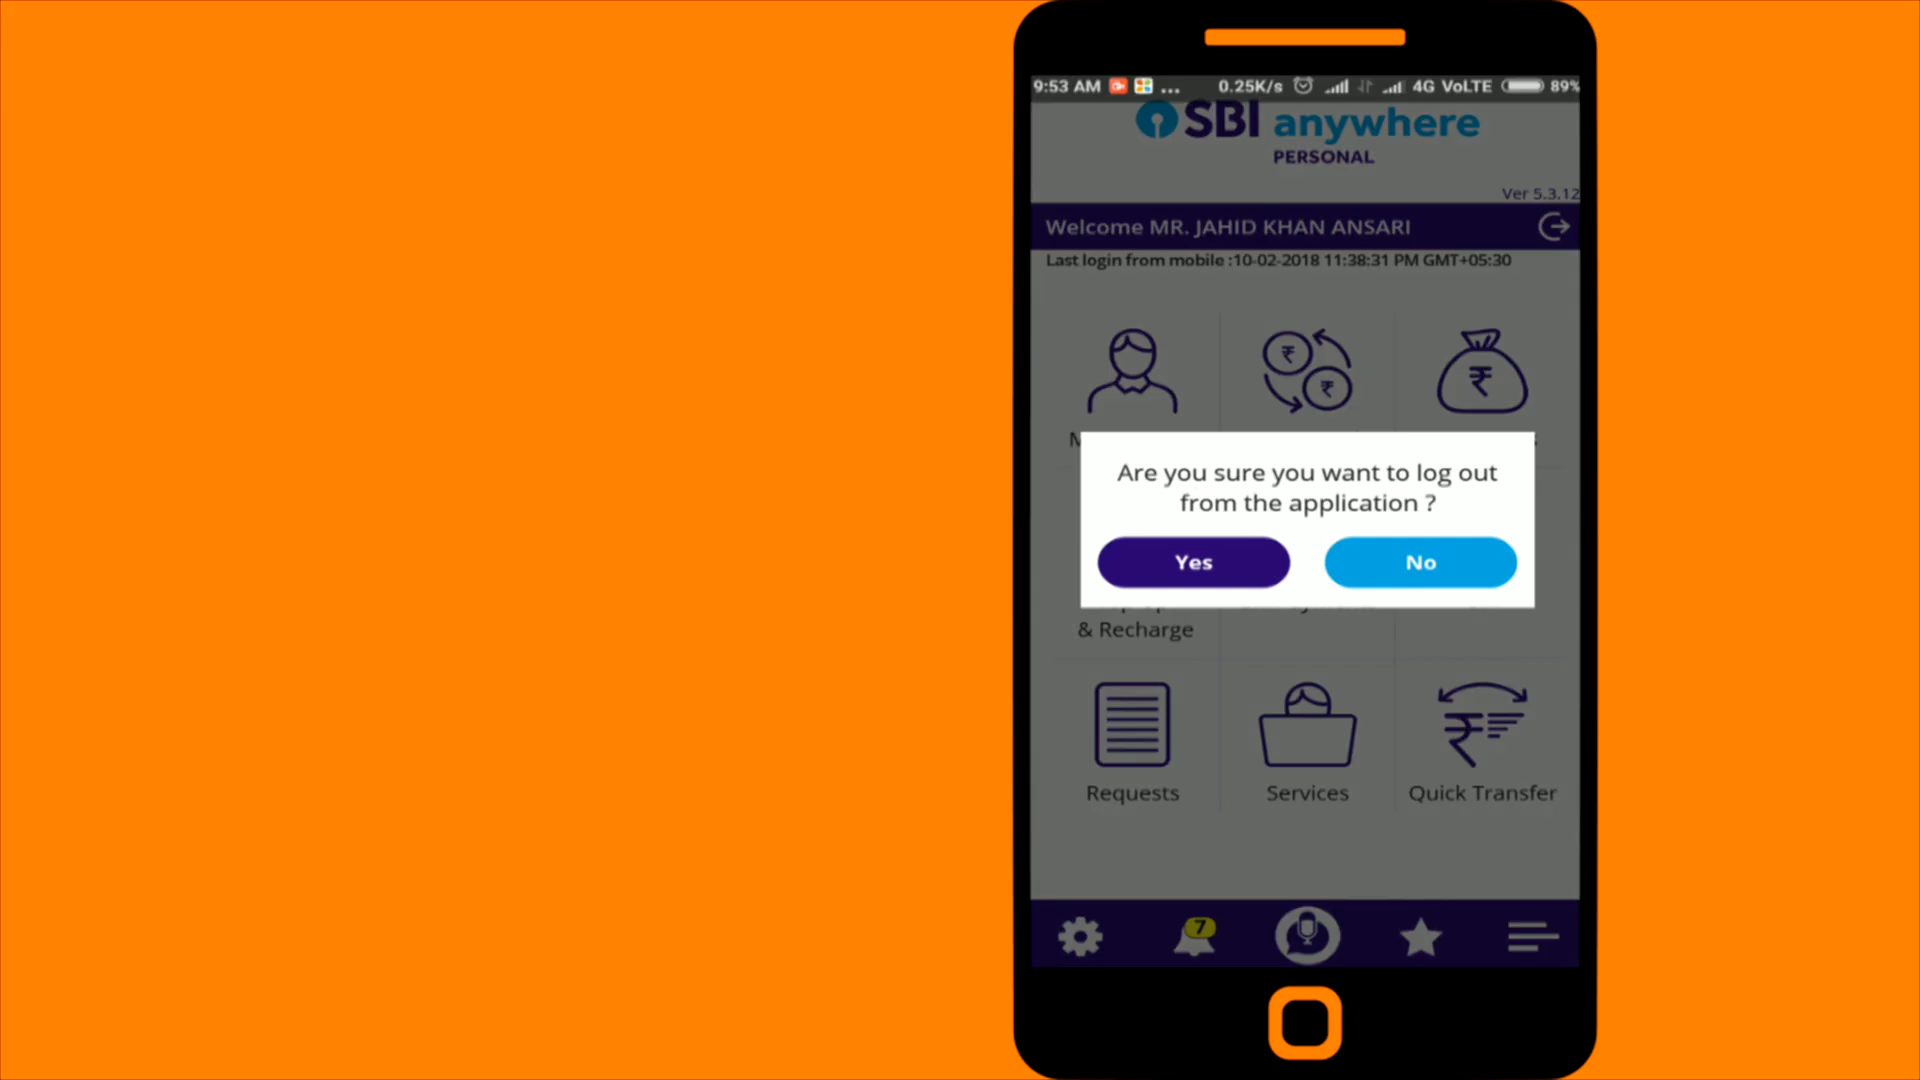 9:53 AM ... 0.25K/s 4G VoLTE 89%
SBI anywhere
PERSONAL
Ver 5.3.12
Welcome MR. JAHID KHAN ANSARI
Last login from mobile :10-02-2018 11:38:31 PM GMT+05:30
Are you sure you want to log out
from the application ?
Yes No
& Recharge
Requests Services Quick Transfer
7